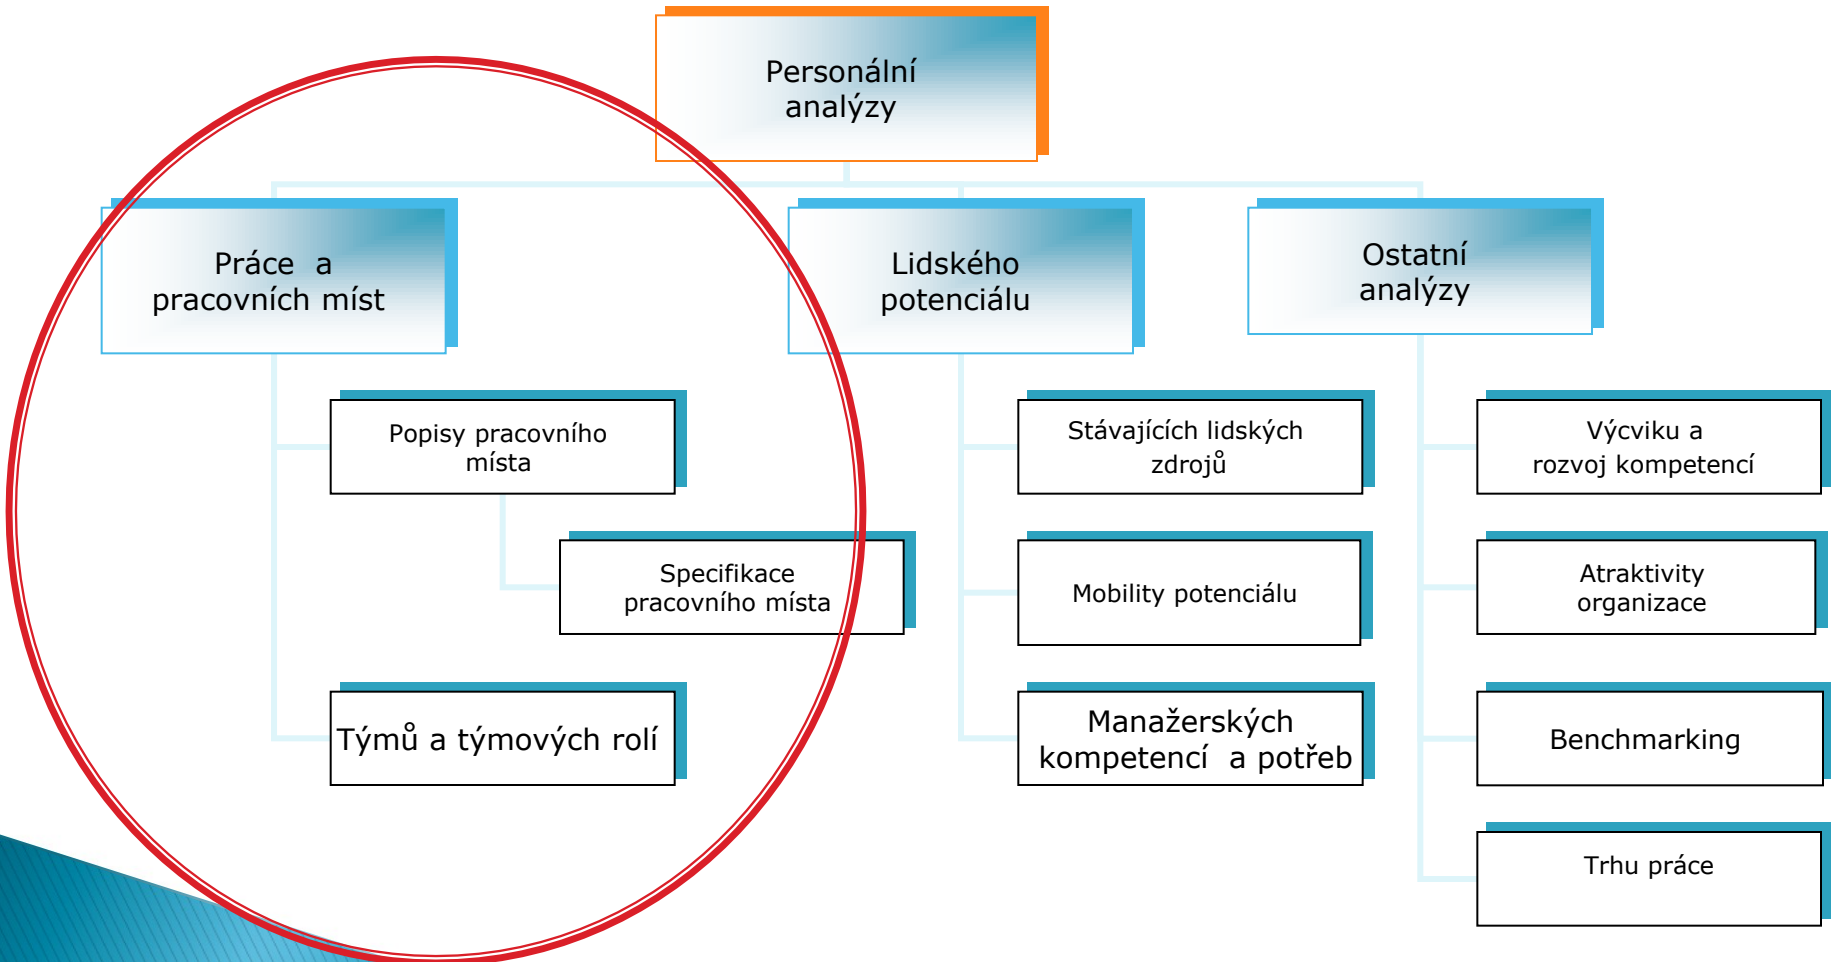 Personální
analýzy
Práce  a
pracovních míst
Lidského
potenciálu
Ostatní
analýzy
Popisy pracovního
místa
Stávajících lidských
zdrojů
Výcviku a
rozvoj kompetencí
Specifikace
pracovního místa
Mobility potenciálu
Atraktivity
organizace
Týmů a týmových rolí
Manažerských
kompetencí  a potřeb
Benchmarking
Trhu práce